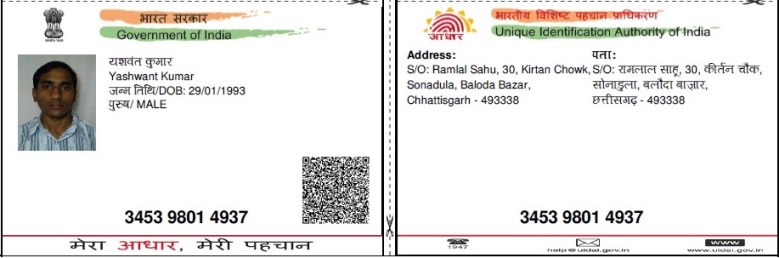 भारत सरकार
Government of India
यशवंत कुमार
Yashwant Kumar
जन्म तिथि/DOB: 29/01/1993
पुरुष/ MALE
3453 9801 4937
मेरा आधार, मेरी पहचान
आधार
भारतीय विशिष्ट पहचान प्राधिकरण
Unique Identification Authority of India
Address:
S/O: Ramlal Sahu, 30, Kirtan Chowk,
Sonadula, Baloda Bazar,
Chhattisgarh - 493338
पता:
S/O: रामलाल साहू, 30, कीर्तन चौक,
सोनाडुला, बलौदा बाज़ार,
छत्तीसगढ़ - 493338
3453 9801 4937
1947
help@uidai.gov.in
www
www.uidai.gov.in